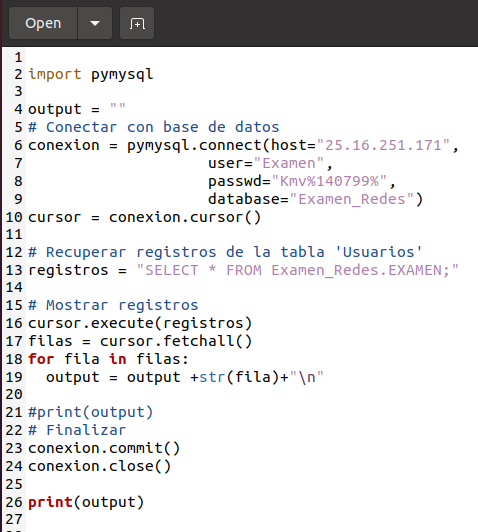 Open
1
2 import pymysql
3
4 output = ""
5 # Conectar con base de datos
6 conexion = pymysql.connect(host="25.16.251.171",
7                     user="Examen",
8                     passwd="Kmv%140799%",
9                     database="Examen_Redes")
10 cursor = conexion.cursor()
11
12 # Recuperar registros de la tabla 'Usuarios'
13 registros = "SELECT * FROM Examen_Redes.EXAMEN;"
14
15 # Mostrar registros
16 cursor.execute(registros)
17 filas = cursor.fetchall()
18 for fila in filas:
19   output = output +str(fila)+"\n"
20
21 #print(output)
22 # Finalizar
23 conexion.commit()
24 conexion.close()
25
26 print(output)
27